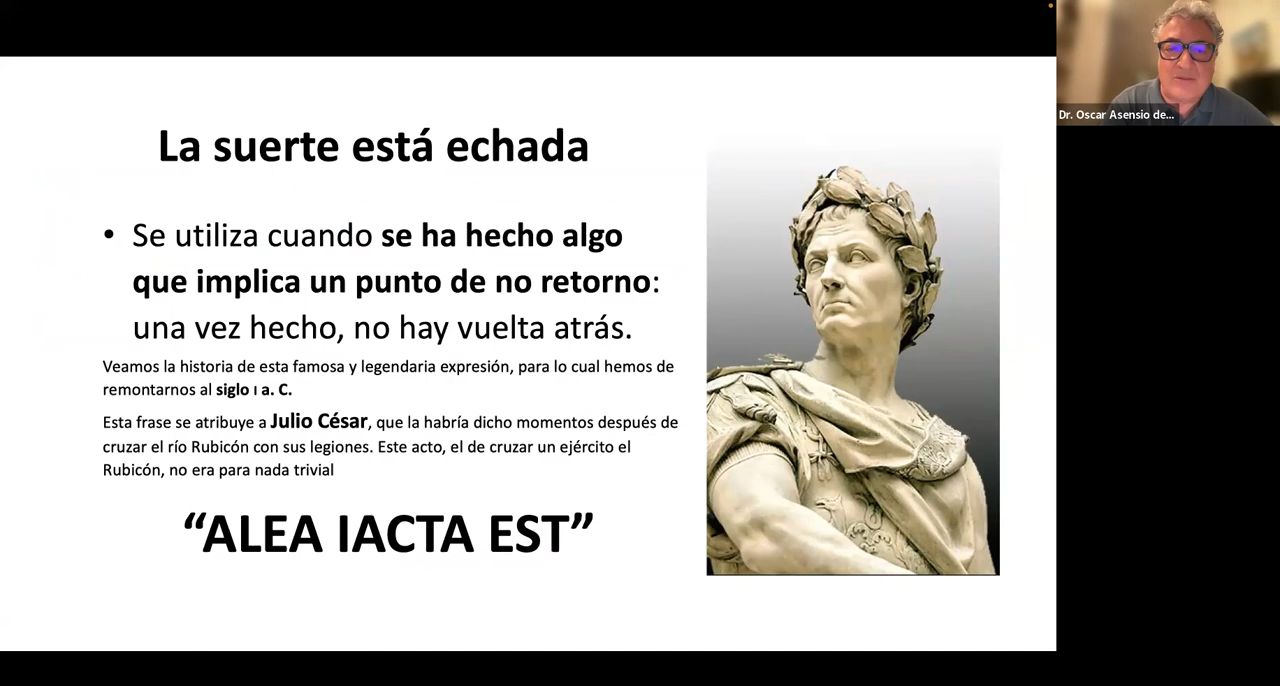 La suerte está echada
• Se utiliza cuando se ha hecho algo
que implica un punto de no retorno:
una vez hecho, no hay vuelta atrás.
Veamos la historia de esta famosa y legendaria expresión, para lo cual hemos de
remontarnos al siglo I a. C.
Esta frase se atribuye a Julio César, que la habría dicho momentos después de
cruzar el río Rubicón con sus legiones. Este acto, el de cruzar un ejército el
Rubicón, no era para nada trivial
“ALEA IACTA EST”
Dr. Oscar Asensio de...